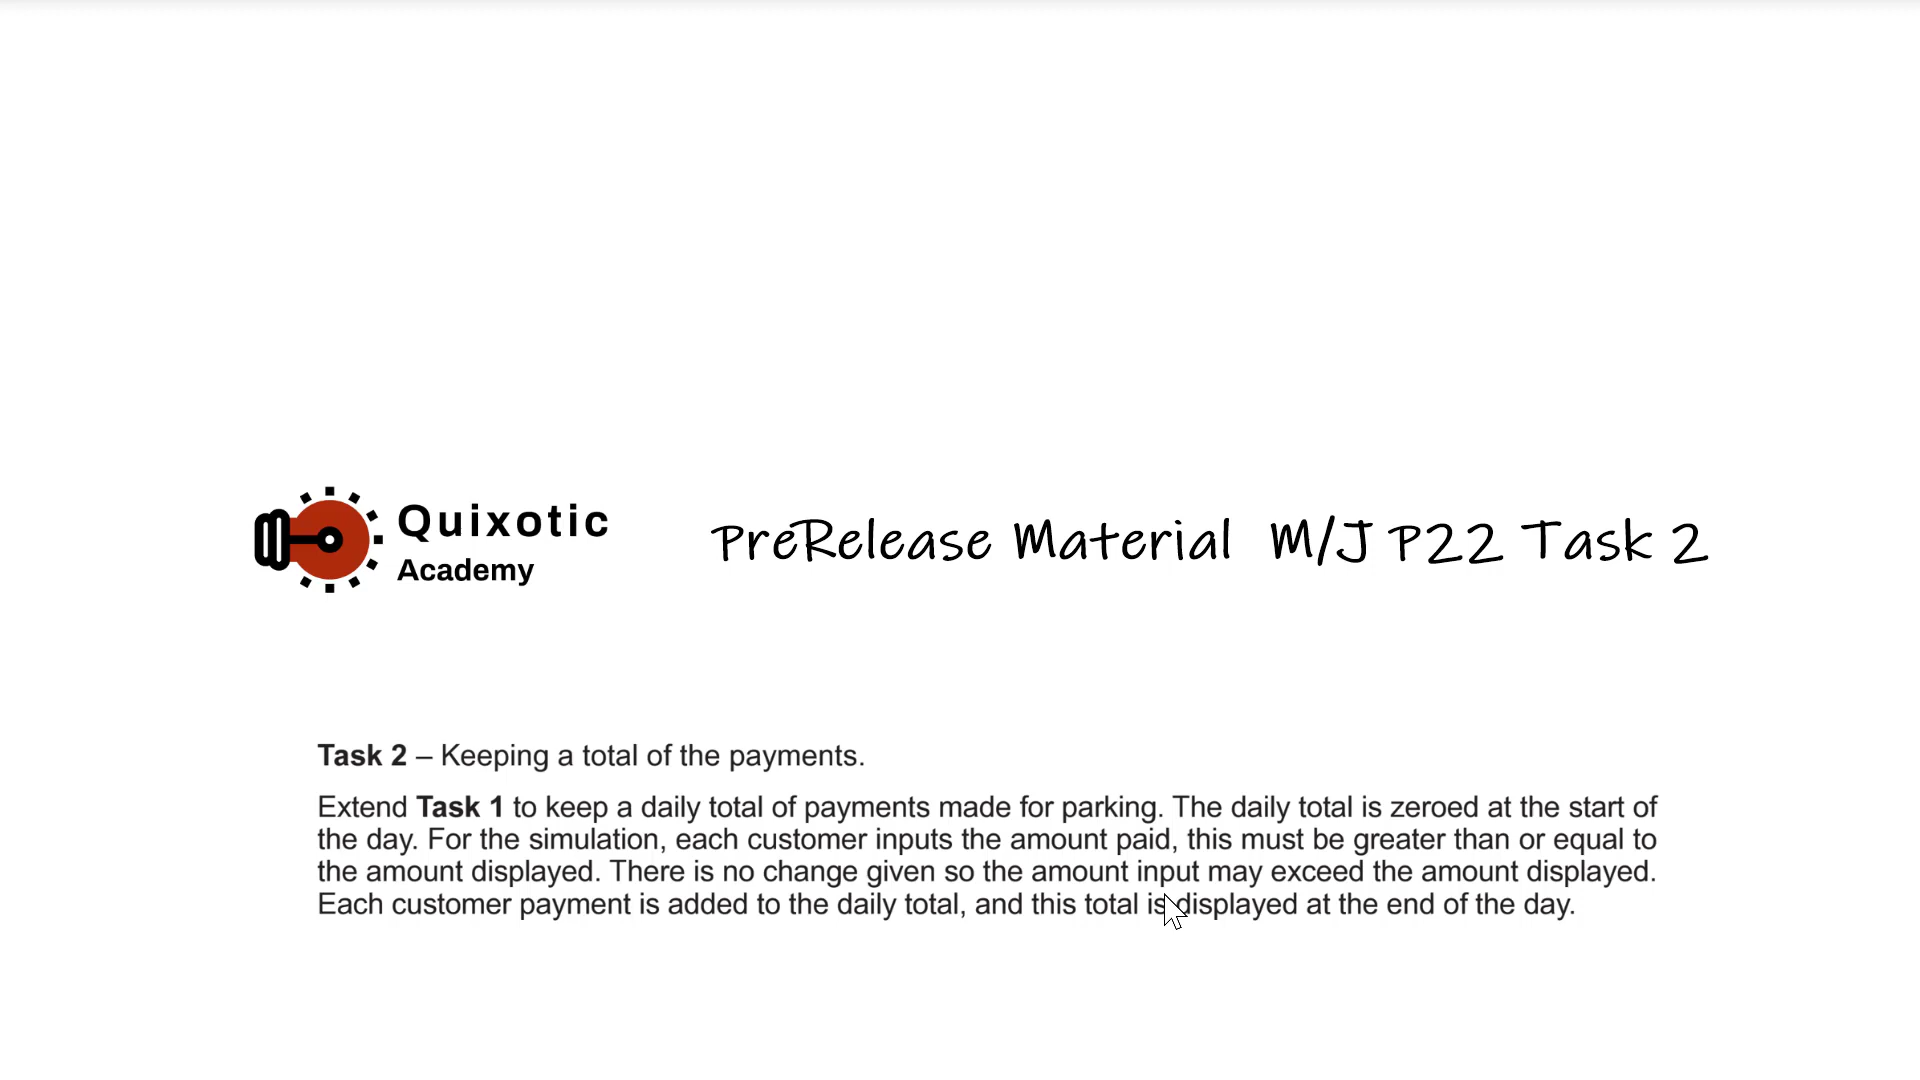 Quixotic
Academy
PreRelease Material M/J P22 Task 2
Task 2 – Keeping a total of the payments.
Extend Task 1 to keep a daily total of payments made for parking. The daily total is zeroed at the start of
the day. For the simulation, each customer inputs the amount paid, this must be greater than or equal to
the amount displayed. There is no change given so the amount input may exceed the amount displayed.
Each customer payment is added to the daily total, and this total is displayed at the end of the day.